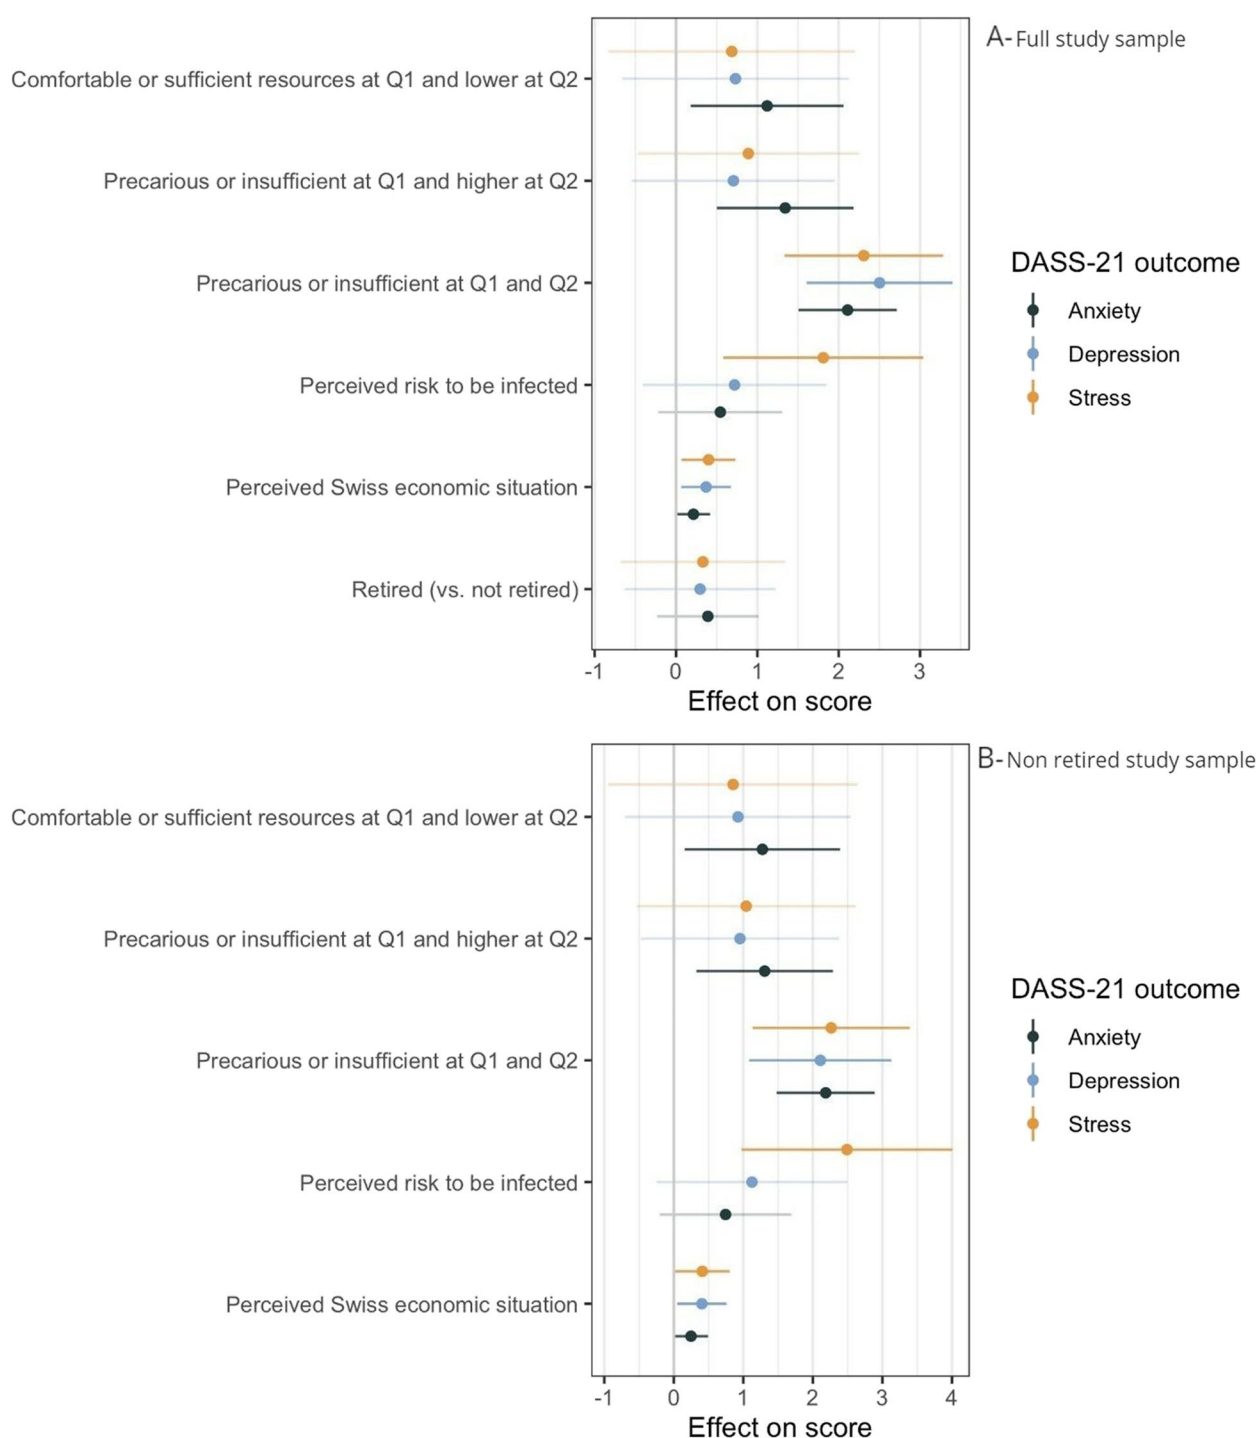 A- Full study sample
Comfortable or sufficient resources at Q1 and lower at Q2
Precarious or insufficient at Q1 and higher at Q2
Precarious or insufficient at Q1 and Q2
Perceived risk to be infected
Perceived Swiss economic situation
Retired (vs. not retired)
DASS-21 outcome
Anxiety
Depression
Stress
-1 0 1 2 3
Effect on score
B- Non retired study sample
Comfortable or sufficient resources at Q1 and lower at Q2
Precarious or insufficient at Q1 and higher at Q2
Precarious or insufficient at Q1 and Q2
Perceived risk to be infected
Perceived Swiss economic situation
DASS-21 outcome
Anxiety
Depression
Stress
-1 0 1 2 3 4
Effect on score